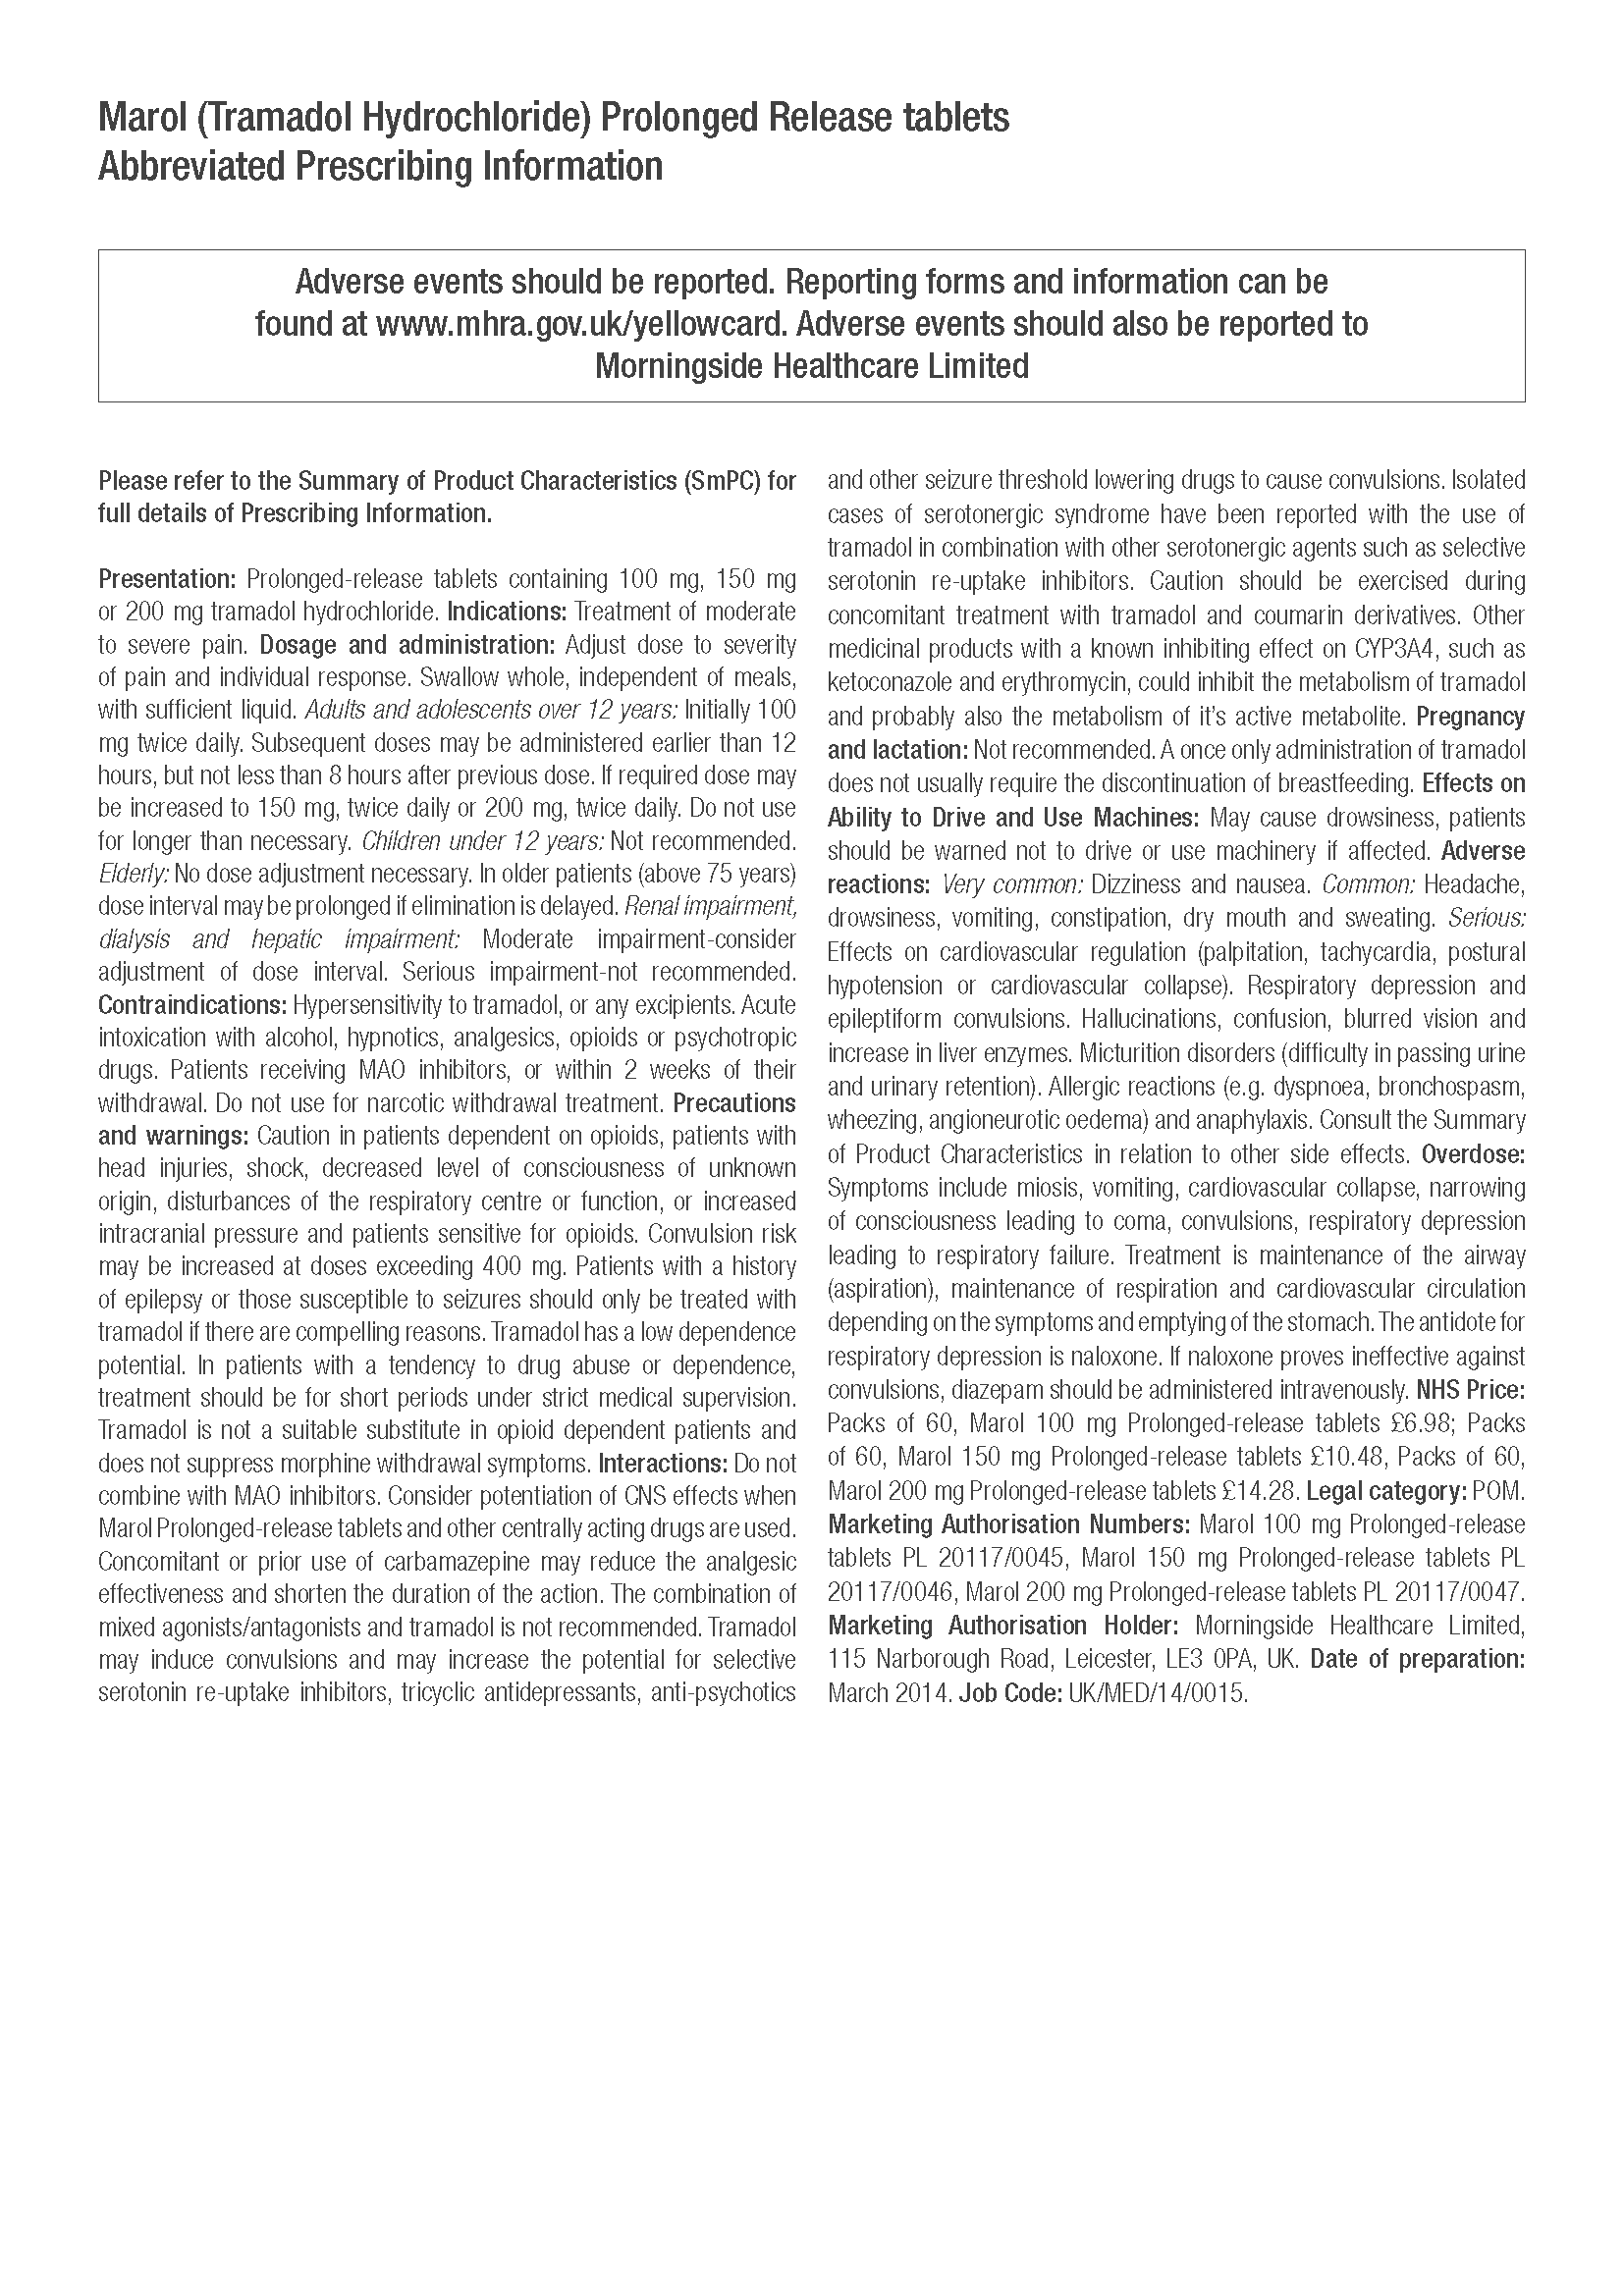 Marol (Tramadol Hydrochloride) Prolonged Release tablets
Abbreviated Prescribing Information
Adverse events should be reported. Reporting forms and information can be
found at www.mhra.gov.uk/yellowcard. Adverse events should also be reported to
Morningside Healthcare Limited
Please refer to the Summary of Product Characteristics (SmPC) for
full details of Prescribing Information.
Presentation: Prolonged-release tablets containing 100 mg, 150 mg
or 200 mg tramadol hydrochloride. Indications: Treatment of moderate
to severe pain. Dosage and administration: Adjust dose to severity
of pain and individual response. Swallow whole, independent of meals,
with sufficient liquid. Adults and adolescents over 12 years: Initially 100
mg twice daily. Subsequent doses may be administered earlier than 12
hours, but not less than 8 hours after previous dose. If required dose may
be increased to 150 mg, twice daily or 200 mg, twice daily. Do not use
for longer than necessary. Children under 12 years: Not recommended.
Elderly: No dose adjustment necessary. In older patients (above 75 years)
dose interval may be prolonged if elimination is delayed. Renal impairment,
dialysis and hepatic impairment: Moderate impairment-consider
adjustment of dose interval. Serious impairment-not recommended.
Contraindications: Hypersensitivity to tramadol, or any excipients. Acute
intoxication with alcohol, hypnotics, analgesics, opioids or psychotropic
drugs. Patients receiving MAO inhibitors, or within 2 weeks of their
withdrawal. Do not use for narcotic withdrawal treatment. Precautions
and warnings: Caution in patients dependent on opioids, patients with
head injuries, shock, decreased level of consciousness of unknown
origin, disturbances of the respiratory centre or function, or increased
intracranial pressure and patients sensitive for opioids. Convulsion risk
may be increased at doses exceeding 400 mg. Patients with a history
of epilepsy or those susceptible to seizures should only be treated with
tramadol if there are compelling reasons. Tramadol has a low dependence
potential. In patients with a tendency to drug abuse or dependence,
treatment should be for short periods under strict medical supervision.
Tramadol is not a suitable substitute in opioid dependent patients and
does not suppress morphine withdrawal symptoms. Interactions: Do not
combine with MAO inhibitors. Consider potentiation of CNS effects when
Marol Prolonged-release tablets and other centrally acting drugs are used.
Concomitant or prior use of carbamazepine may reduce the analgesic
effectiveness and shorten the duration of the action. The combination of
mixed agonists/antagonists and tramadol is not recommended. Tramadol
may induce convulsions and may increase the potential for selective
serotonin re-uptake inhibitors, tricyclic antidepressants, anti-psychotics
and other seizure threshold lowering drugs to cause convulsions. Isolated
cases of serotonergic syndrome have been reported with the use of
tramadol in combination with other serotonergic agents such as selective
serotonin re-uptake inhibitors. Caution should be exercised during
concomitant treatment with tramadol and coumarin derivatives. Other
medicinal products with a known inhibiting effect on CYP3A4, such as
ketoconazole and erythromycin, could inhibit the metabolism of tramadol
and probably also the metabolism of it's active metabolite. Pregnancy
and lactation: Not recommended. A once only administration of tramadol
does not usually require the discontinuation of breastfeeding. Effects on
Ability to Drive and Use Machines: May cause drowsiness, patients
should be warned not to drive or use machinery if affected. Adverse
reactions: Very common: Dizziness and nausea. Common: Headache,
drowsiness, vomiting, constipation, dry mouth and sweating. Serious:
Effects on cardiovascular regulation (palpitation, tachycardia, postural
hypotension or cardiovascular collapse). Respiratory depression and
epileptiform convulsions. Hallucinations, confusion, blurred vision and
increase in liver enzymes. Micturition disorders (difficulty in passing urine
and urinary retention). Allergic reactions (e.g. dyspnoea, bronchospasm,
wheezing, angioneurotic oedema) and anaphylaxis. Consult the Summary
of Product Characteristics in relation to other side effects. Overdose:
Symptoms include miosis, vomiting, cardiovascular collapse, narrowing
of consciousness leading to coma, convulsions, respiratory depression
leading to respiratory failure. Treatment is maintenance of the airway
(aspiration), maintenance of respiration and cardiovascular circulation
depending on the symptoms and emptying of the stomach. The antidote for
respiratory depression is naloxone. If naloxone proves ineffective against
convulsions, diazepam should be administered intravenously. NHS Price:
Packs of 60, Marol 100 mg Prolonged-release tablets £6.98; Packs
of 60, Marol 150 mg Prolonged-release tablets £10.48, Packs of 60,
Marol 200 mg Prolonged-release tablets £14.28. Legal category: POM.
Marketing Authorisation Numbers: Marol 100 mg Prolonged-release
tablets PL 20117/0045, Marol 150 mg Prolonged-release tablets PL
20117/0046, Marol 200 mg Prolonged-release tablets PL 20117/0047.
Marketing Authorisation Holder: Morningside Healthcare Limited,
115 Narborough Road, Leicester, LE3 0PA, UK. Date of preparation:
March 2014. Job Code: UK/MED/14/0015.